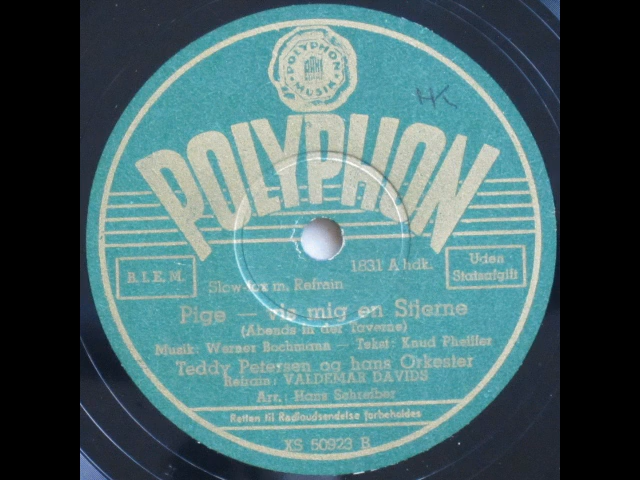 POLYPHON MUSIK
HK
POLYPHON
B.I.E.M.
1831 A hdk.
Uden
Statsafgift
Slow-fox m. Refrain
Pige — vis mig en Stjerne
(Abends in der Taverne)
Musik: Werner Bochmann — Tekst: Knud Pheiffer
Teddy Petersen og hans Orkester
Refrain: VALDEMAR DAVIDS
Arr.: Hans Schreiber
Retten til Radioudsendelse forbeholdes
XS 50923 B